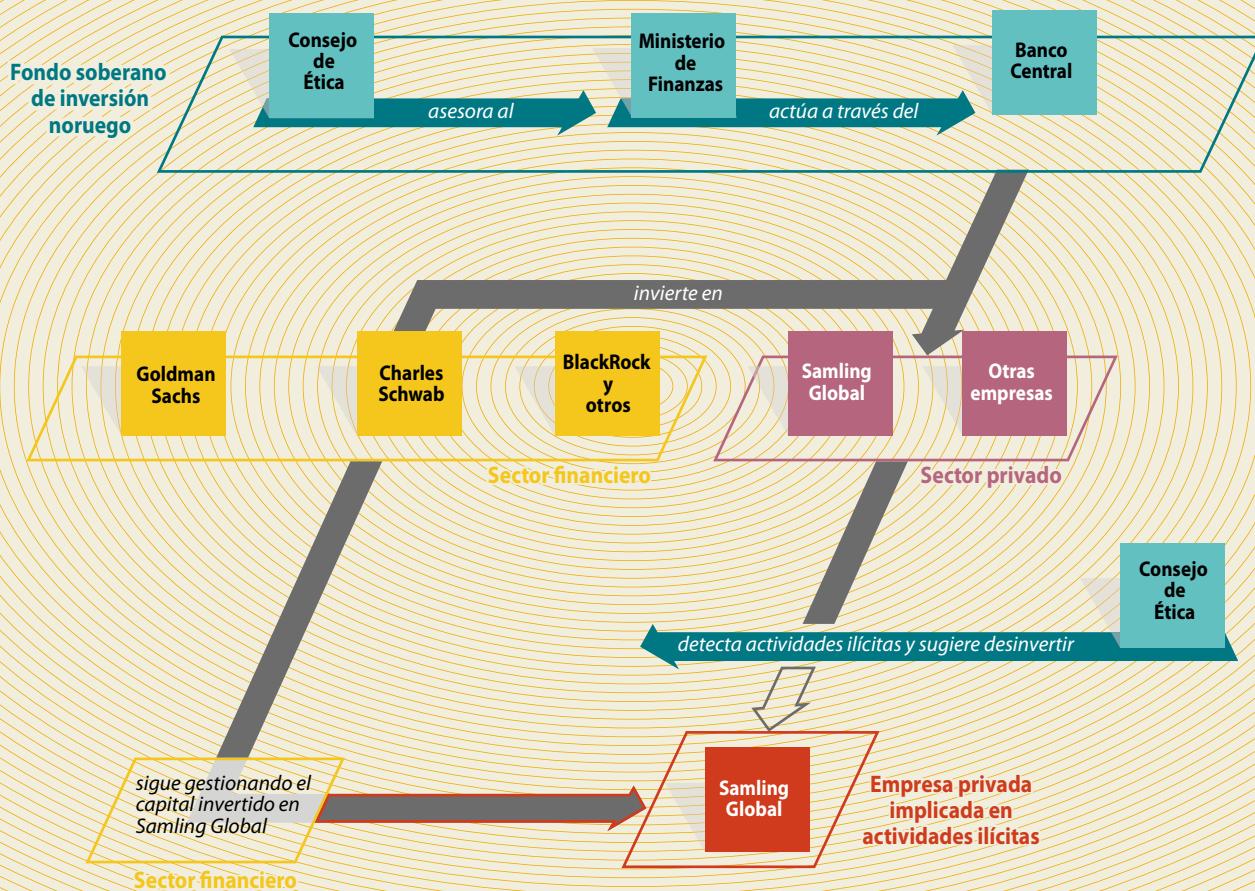 Fondo soberano
de inversión
noruego
Consejo
de
Ética
asesora al
Ministerio
de
Finanzas
actúa a través del
Banco
Central
invierte en
Goldman
Sachs
Charles
Schwab
BlackRock
y
otros
Sector financiero
Samling
Global
Otras
empresas
Sector privado
Consejo
de
Ética
detecta actividades ilícitas y sugiere desinvertir
sigue gestionando el
capital invertido en
Samling Global
Sector financiero
Samling
Global
Empresa privada
implicada en
actividades ilícitas